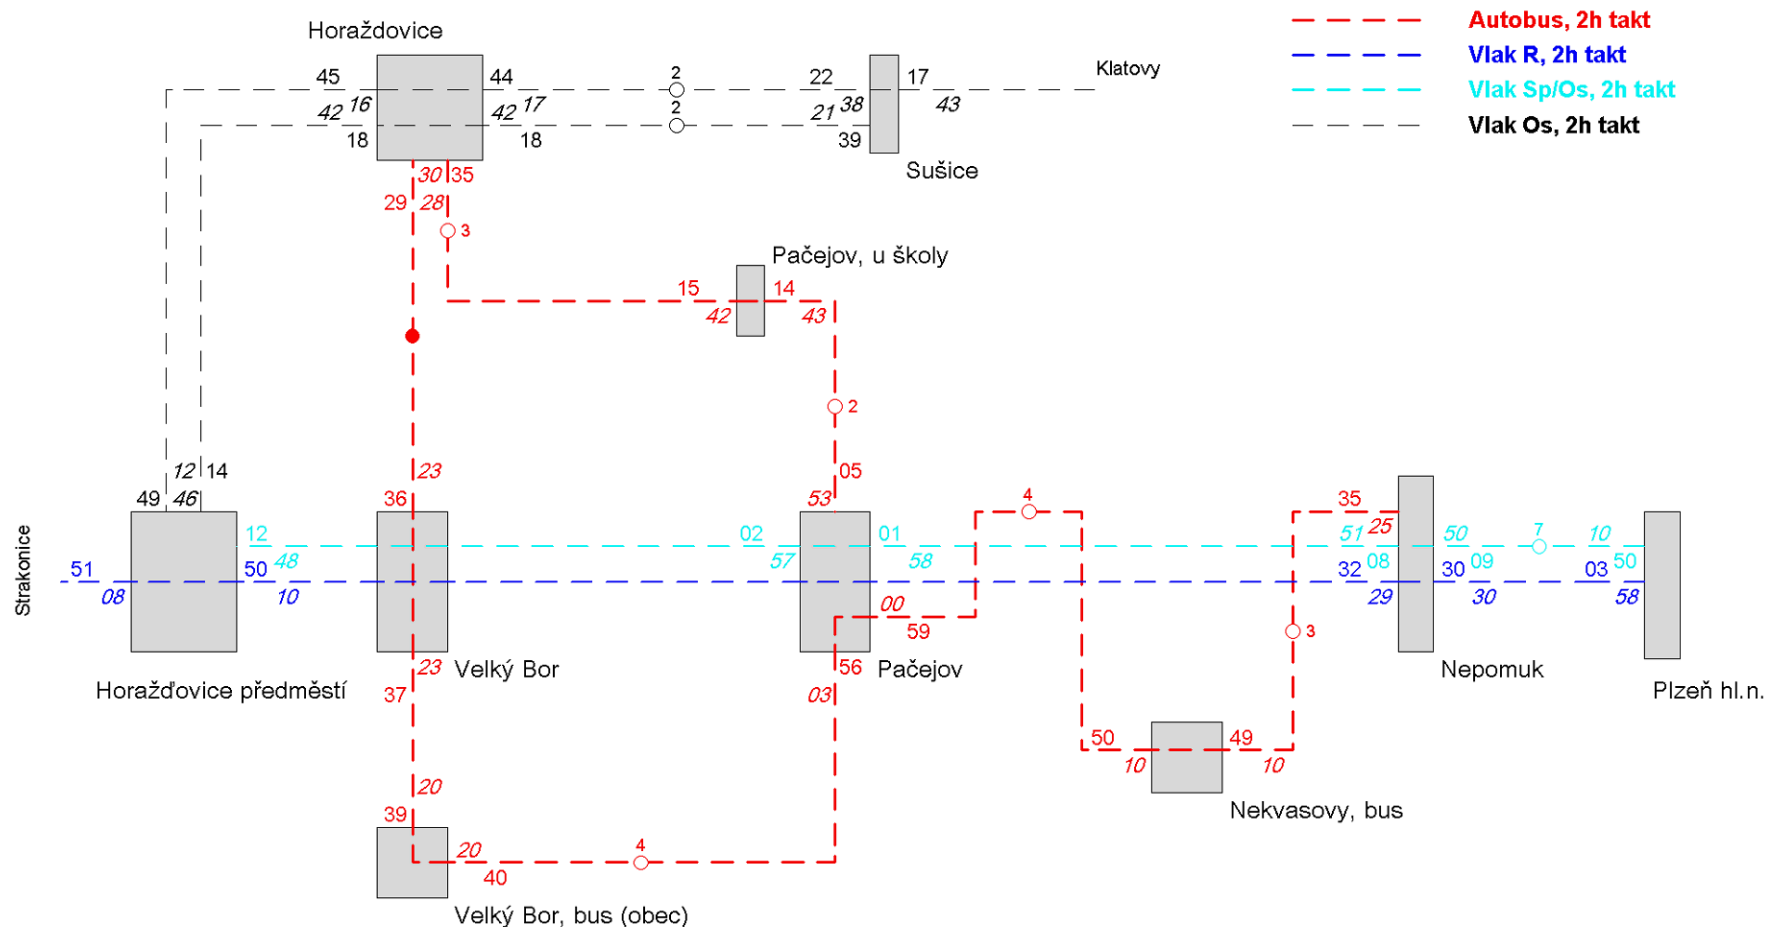 Autobus, 2h takt
Vlak R, 2h takt
Vlak Sp/Os, 2h takt
Vlak Os, 2h takt
Horaždovice
Klatovy
45 44 2 22 17
42 16 42 17 2 21 38 43
18 18 39
Sušice
30 35
29 28
3
Pačejov, u školy
15 14
42 43
2
12 14 23 05
49 46 36 53
4 35
25
Strakonice
12 02 01 51 50 7 10
48 57 58 08 09 50
51 50 32 30 03
08 10 29 30 58
00
59
3
23 56
Horažďovice předměstí
Velký Bor
Pačejov
Nepomuk
Plzeň hl.n.
37 03
50 49
10 10
20
39
Nekvasovy, bus
20 4
40
Velký Bor, bus (obec)